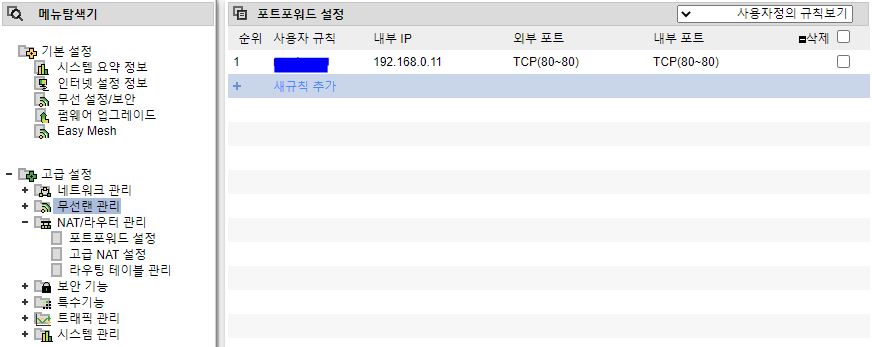 메뉴탐색기
기본 설정
시스템 요약 정보
인터넷 설정 정보
무선 설정/보안
펌웨어 업그레이드
Easy Mesh
고급 설정
네트워크 관리
무선랜 관리
NAT/라우터 관리
포트포워드 설정
고급 NAT 설정
라우팅 테이블 관리
보안 기능
특수기능
트래픽 관리
시스템 관리
포트포워드 설정 사용자정의 규칙보기
순위 사용자 규칙 내부 IP 외부 포트 내부 포트 삭제
1 192.168.0.11 TCP(80~80) TCP(80~80)
+ 새규칙 추가